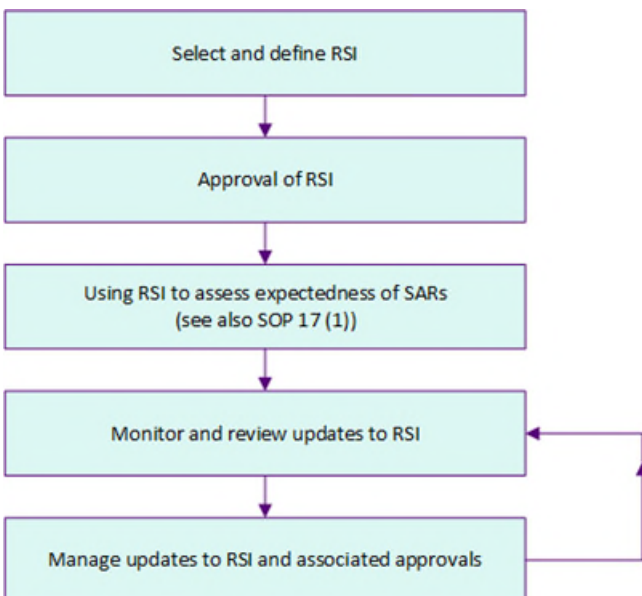 Select and define RSI
Approval of RSI
Using RSI to assess expectedness of SARs
(see also SOP 17 (1))
Monitor and review updates to RSI
Manage updates to RSI and associated approvals